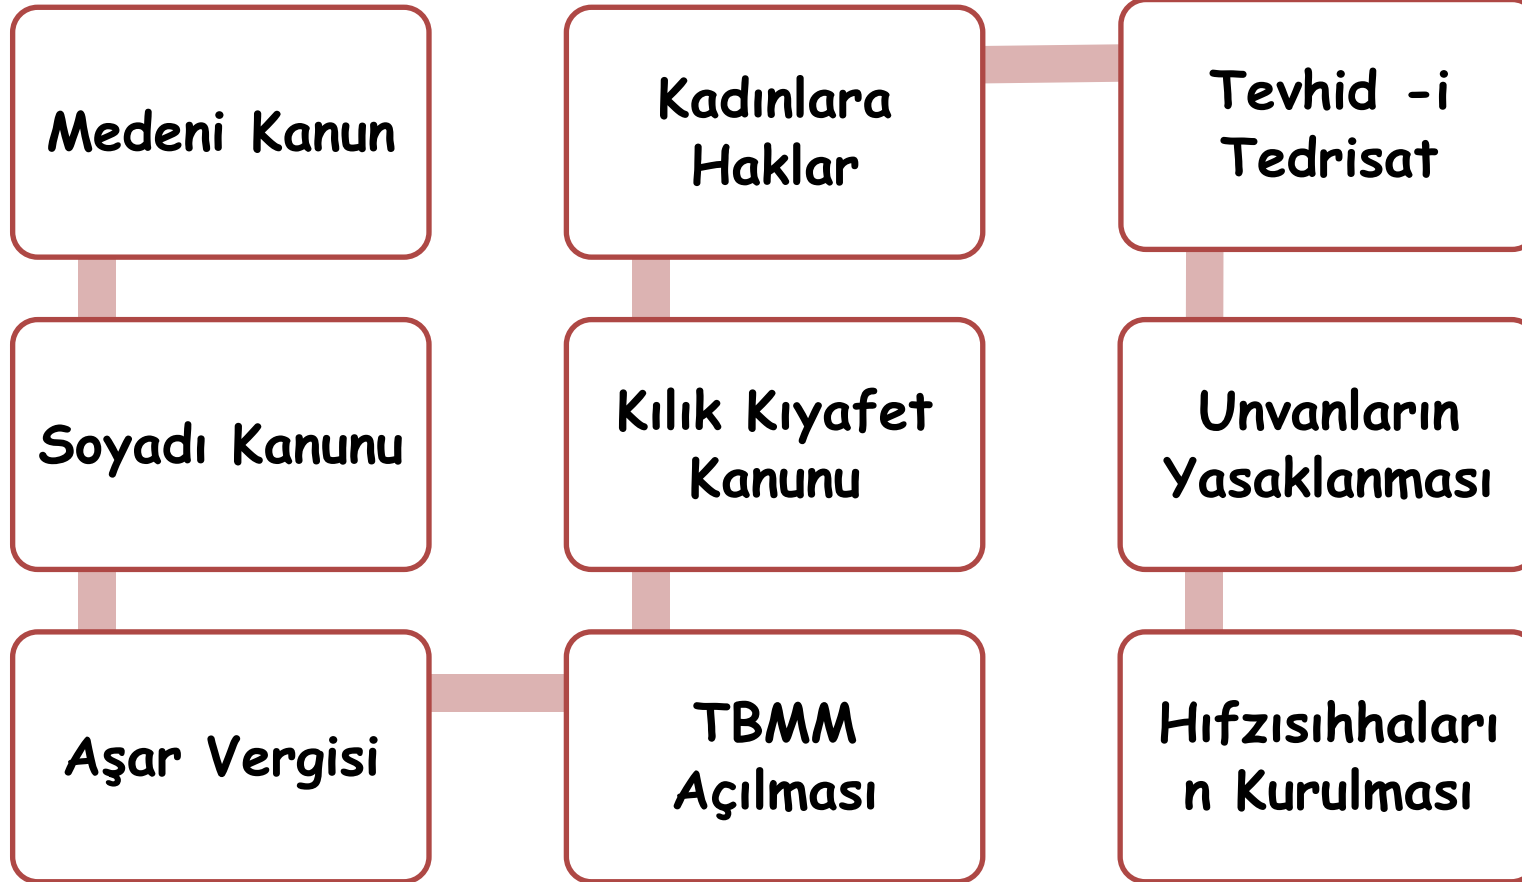 Medeni Kanun
Soyadı Kanunu
Aşar Vergisi
TBMM
Açılması
Kılık Kıyafet
Kanunu
Kadınlara
Haklar
Tevhid -i
Tedrisat
Unvanların
Yasaklanması
Hıfzısıhhaları
n Kurulması